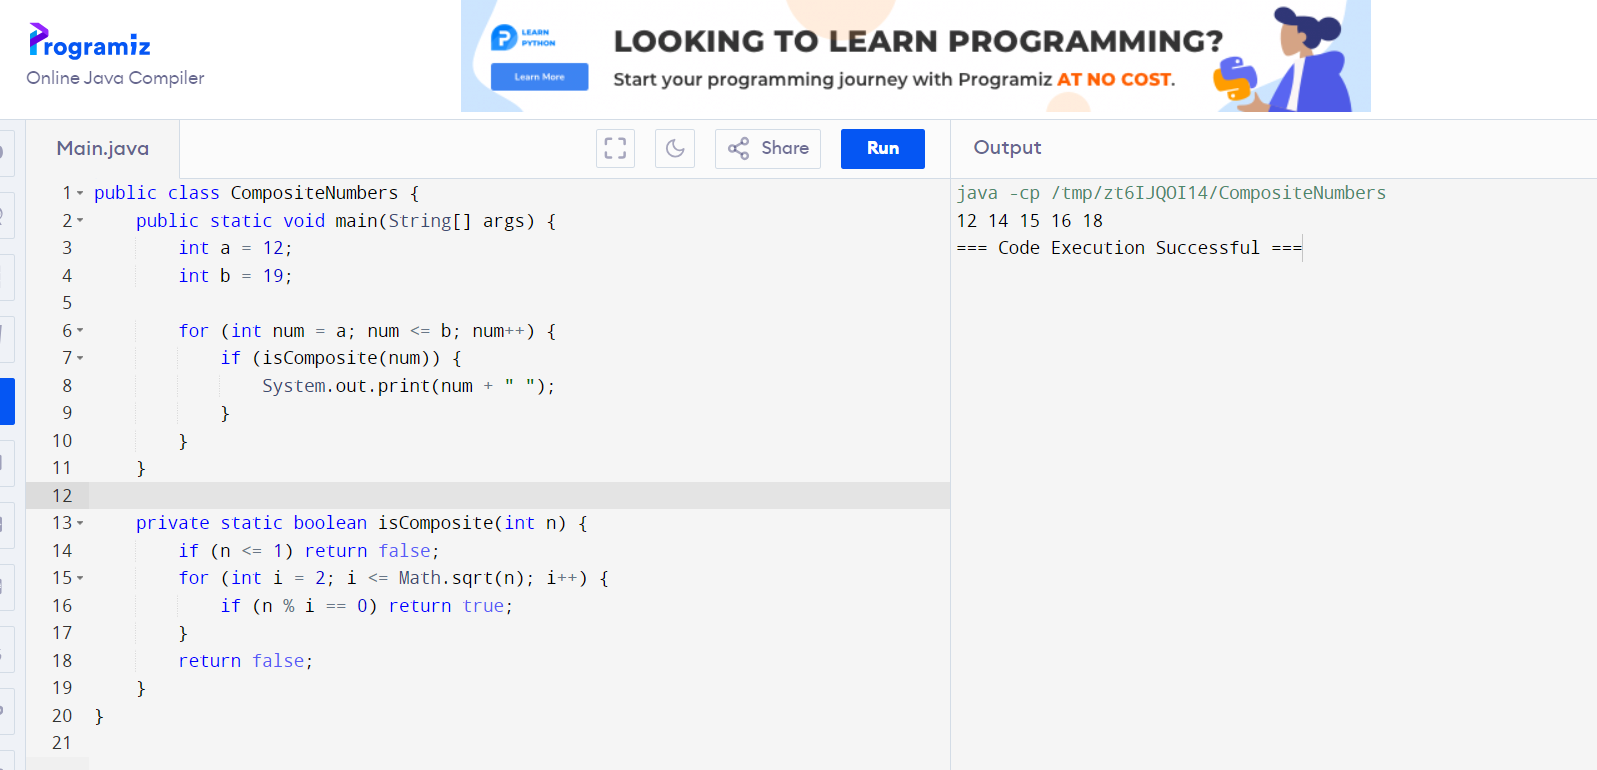 Programiz
Online Java Compiler
LEARN
PYTHON
Learn More
LOOKING TO LEARN PROGRAMMING?
Start your programming journey with Programiz AT NO COST.
Main.java
Share
Run
Output
1 public class CompositeNumbers {
2     public static void main(String[] args) {
3         int a = 12;
4         int b = 19;
5
6         for (int num = a; num <= b; num++) {
7             if (isComposite(num)) {
8                 System.out.print(num + " ");
9             }
10         }
11     }
12
13     private static boolean isComposite(int n) {
14         if (n <= 1) return false;
15         for (int i = 2; i <= Math.sqrt(n); i++) {
16             if (n % i == 0) return true;
17         }
18         return false;
19     }
20 }
21
java -cp /tmp/zt6IJQOI14/CompositeNumbers
12 14 15 16 18
=== Code Execution Successful ===